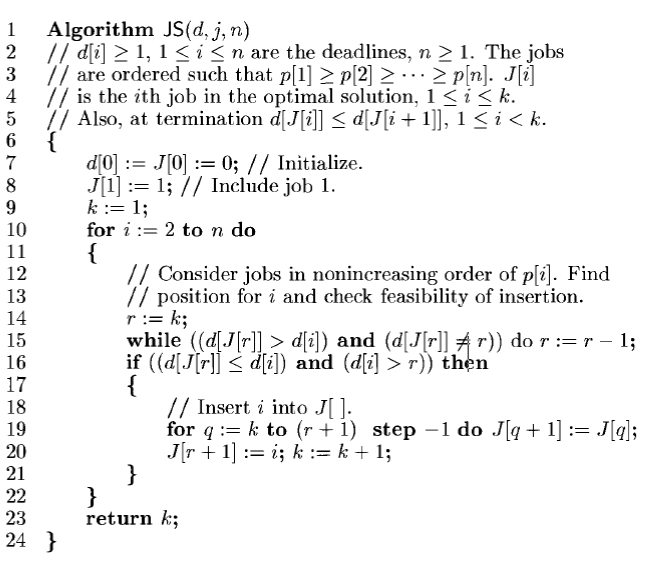 1 Algorithm JS(d, j, n)
2 // d[i] ≥ 1, 1 ≤ i ≤ n are the deadlines, n ≥ 1. The jobs
3 // are ordered such that p[1] ≥ p[2] ≥ ··· ≥ p[n]. J[i]
4 // is the ith job in the optimal solution, 1 ≤ i ≤ k.
5 // Also, at termination d[J[i]] ≤ d[J[i + 1]], 1 ≤ i < k.
6 {
7 d[0] := J[0] := 0; // Initialize.
8 J[1] := 1; // Include job 1.
9 k := 1;
10 for i := 2 to n do
11 {
12 // Consider jobs in nonincreasing order of p[i]. Find
13 // position for i and check feasibility of insertion.
14 r := k;
15 while ((d[J[r]] > d[i]) and (d[J[r]] ≠ r)) do r := r − 1;
16 if ((d[J[r]] ≤ d[i]) and (d[i] > r)) then
17 {
18 // Insert i into J[ ].
19 for q := k to (r + 1) step −1 do J[q + 1] := J[q];
20 J[r + 1] := i; k := k + 1;
21 }
22 }
23 return k;
24 }